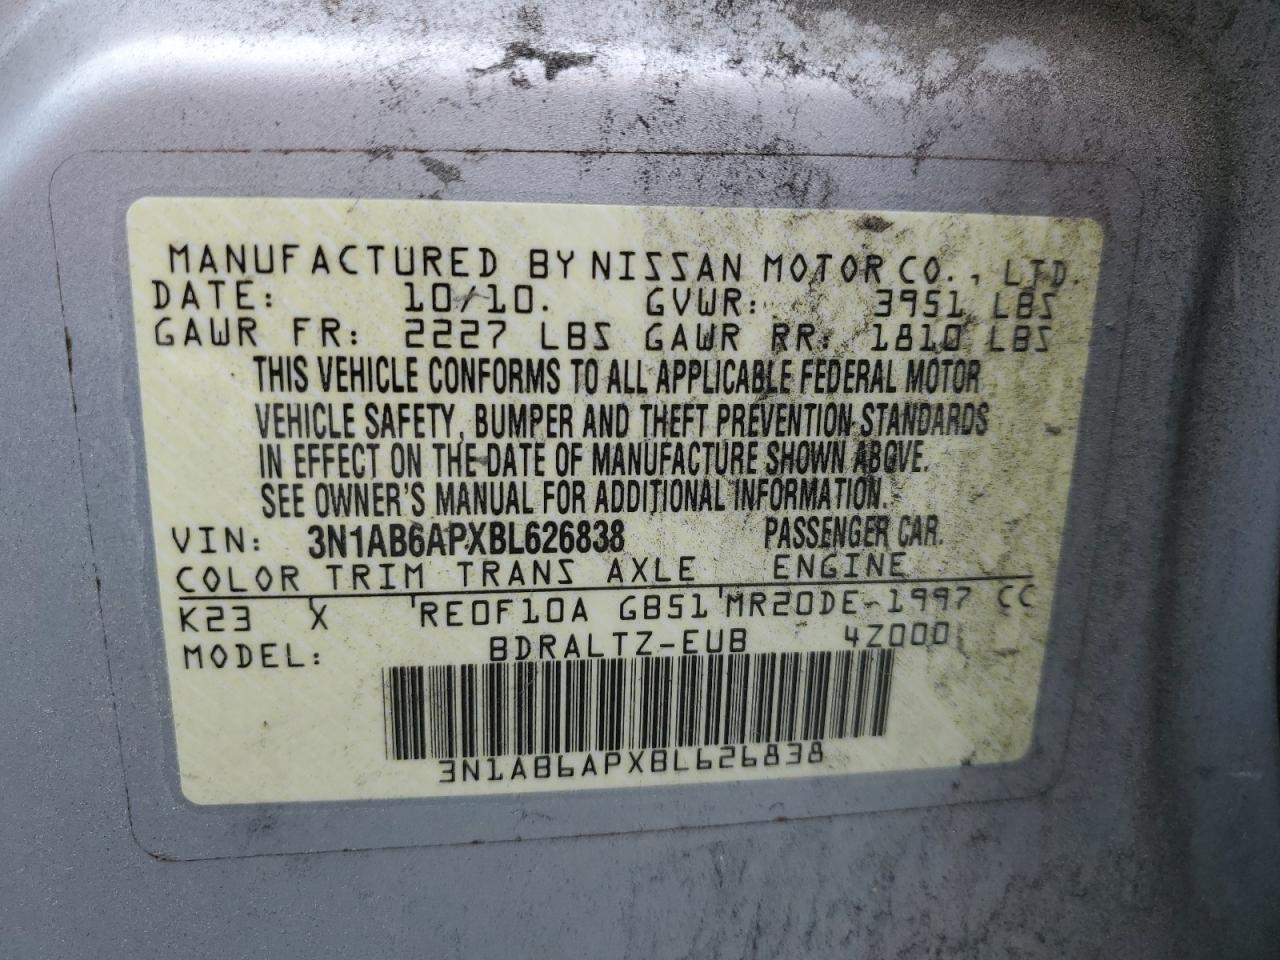 MANUFACTURED BY NISSAN MOTOR CO., LTD.
DATE: 10/10. GVWR: 3951 LBS
GAWR FR: 2227 LBS GAWR RR: 1810 LBS
THIS VEHICLE CONFORMS TO ALL APPLICABLE FEDERAL MOTOR
VEHICLE SAFETY, BUMPER AND THEFT PREVENTION STANDARDS
IN EFFECT ON THE DATE OF MANUFACTURE SHOWN ABOVE.
SEE OWNER'S MANUAL FOR ADDITIONAL INFORMATION.
VIN: 3N1AB6APXBL626838 PASSENGER CAR.
COLOR TRIM TRANS AXLE ENGINE
K23 X RE0F10A GB51 MR20DE-1997 CC
MODEL: BDRALTZ-EUB 4Z000
3N1AB6APXBL626838